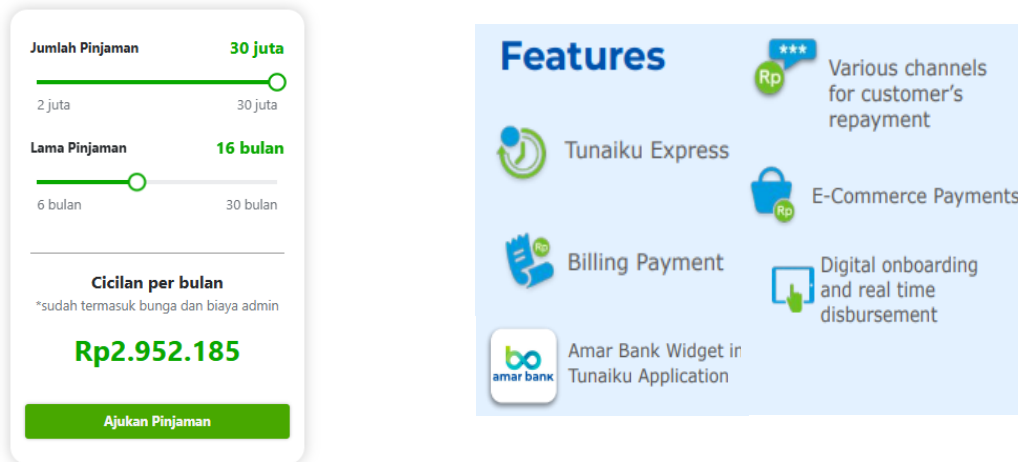 Jumlah Pinjaman 30 juta
2 juta 30 juta
Lama Pinjaman 16 bulan
6 bulan 30 bulan
Cicilan per bulan
*sudah termasuk bunga dan biaya admin
Rp2.952.185
Ajukan Pinjaman
Features
Tunaiku Express
Billing Payment
amar bank
Amar Bank Widget in
Tunaiku Application
***
Rp
Various channels
for customer's
repayment
Rp
E-Commerce Payments
Digital onboarding
and real time
disbursement